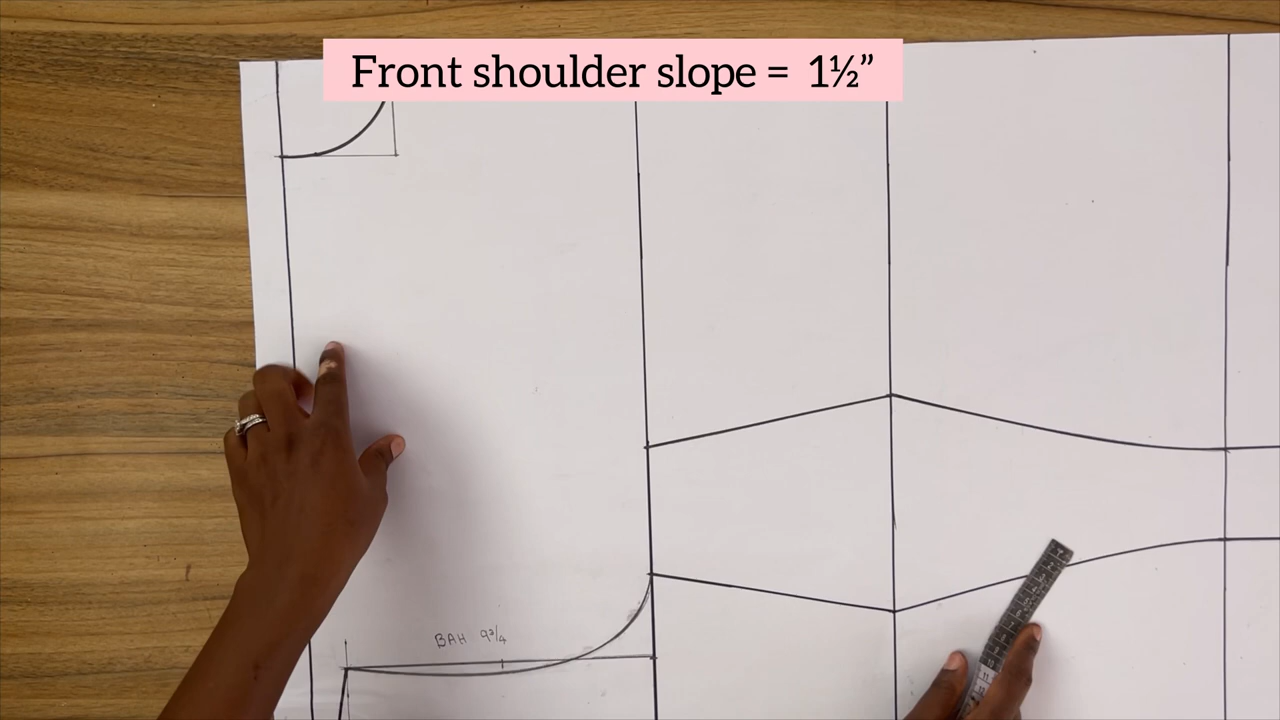 Front shoulder slope = 1½”
BAH 9¾